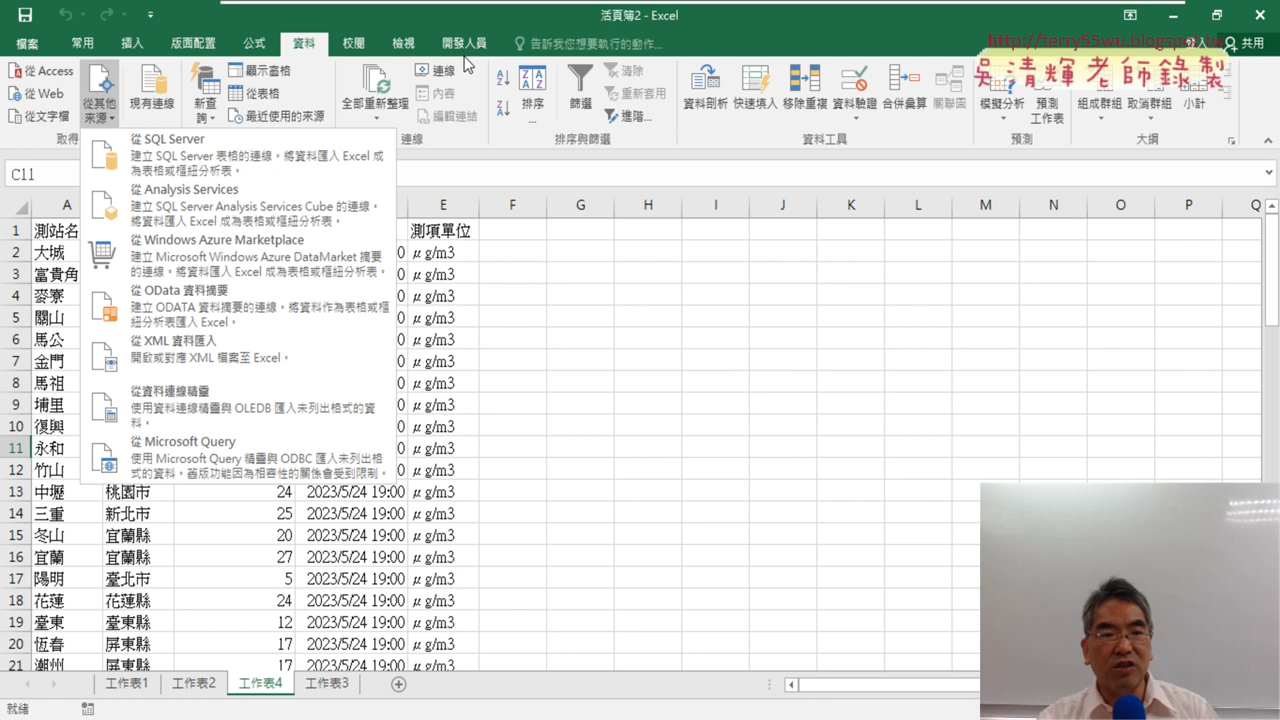 活頁簿2 - Excel
檔案 常用 插入 版面配置 公式 資料 校閱 檢視 開發人員 告訴我您想要執行的動作... 共用
http://terry55wu.blogspot.tw
吳清輝老師錄製
從 Access 從其他來源 現有連線 新查詢 顯示窗格 全部重新整理 連線 排序 篩選 清除 資料剖析 快速填入 移除重複 資料驗證 合併彙算 關聯圖 模擬分析 預測工作表 組成群組 取消群組 小計
從 Web 從表格 內容 重新套用
從文字檔 最近使用的來源 編輯連結 進階...
取得 連線 排序與篩選 資料工具 預測 大綱
C11
從 SQL Server
建立 SQL Server 表格的連線。將資料匯入 Excel 成
為表格或樞紐分析表。
從 Analysis Services
建立 SQL Server Analysis Services Cube 的連線。
將資料匯入 Excel 成為表格或樞紐分析表。
從 Windows Azure Marketplace
建立 Microsoft Windows Azure DataMarket 摘要
的連線。將資料匯入 Excel 成為表格或樞紐分析表。
從 OData 資料摘要
建立 ODATA 資料摘要的連線。將資料作為表格或樞
紐分析表匯入 Excel。
從 XML 資料匯入
開啟或對應 XML 檔案至 Excel。
從資料連線精靈
使用資料連線精靈與 OLEDB 匯入未列出格式的資
料。
從 Microsoft Query
使用 Microsoft Query 精靈與 ODBC 匯入未列出格
式的資料。舊版功能因為相容性的關係會受到限制。
A E F G H I J K L M N O P Q
1 測站名 測項單位
2 大城 0 μg/m3
3 富貴角 0 μg/m3
4 麥寮 0 μg/m3
5 關山 0 μg/m3
6 馬公 0 μg/m3
7 金門 0 μg/m3
8 馬祖 0 μg/m3
9 埔里 0 μg/m3
10 復興 0 μg/m3
11 永和 0 μg/m3
12 竹山 0 μg/m3
13 中壢 桃園市 24 2023/5/24 19:00 μg/m3
14 三重 新北市 25 2023/5/24 19:00 μg/m3
15 冬山 宜蘭縣 20 2023/5/24 19:00 μg/m3
16 宜蘭 宜蘭縣 27 2023/5/24 19:00 μg/m3
17 陽明 臺北市 5 2023/5/24 19:00 μg/m3
18 花蓮 花蓮縣 24 2023/5/24 19:00 μg/m3
19 臺東 臺東縣 12 2023/5/24 19:00 μg/m3
20 恆春 屏東縣 17 2023/5/24 19:00 μg/m3
21 潮州 屏東縣 17 2023/5/24 19:00 μg/m3
工作表1 工作表2 工作表4 工作表3
就緒